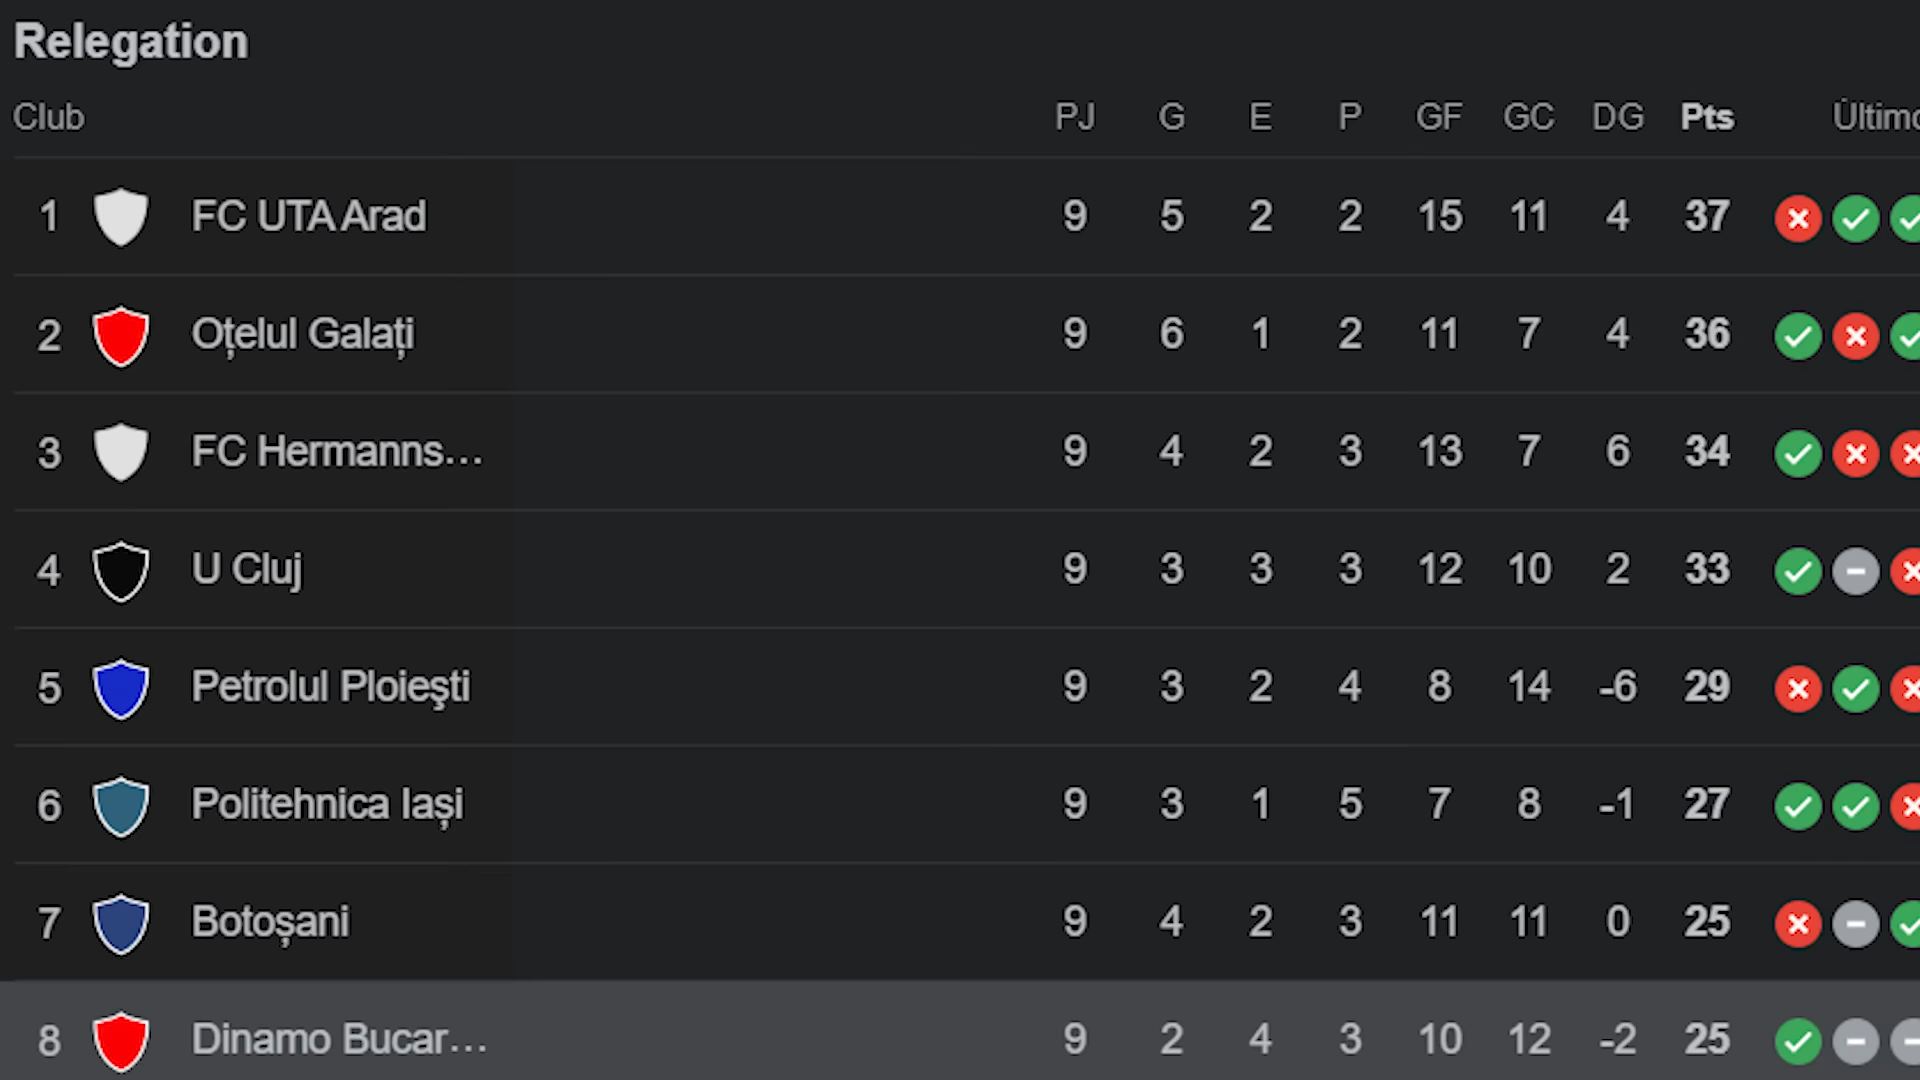 Relegation
Club PJ G E P GF GC DG Pts
1 FC UTA Arad 9 5 2 2 15 11 4 37
2 Oțelul Galați 9 6 1 2 11 7 4 36
3 FC Hermanns... 9 4 2 3 13 7 6 34
4 U Cluj 9 3 3 3 12 10 2 33
5 Petrolul Ploieşti 9 3 2 4 8 14 -6 29
6 Politehnica Iași 9 3 1 5 7 8 -1 27
7 Botoșani 9 4 2 3 11 11 0 25
8 Dinamo Bucar... 9 2 4 3 10 12 -2 25